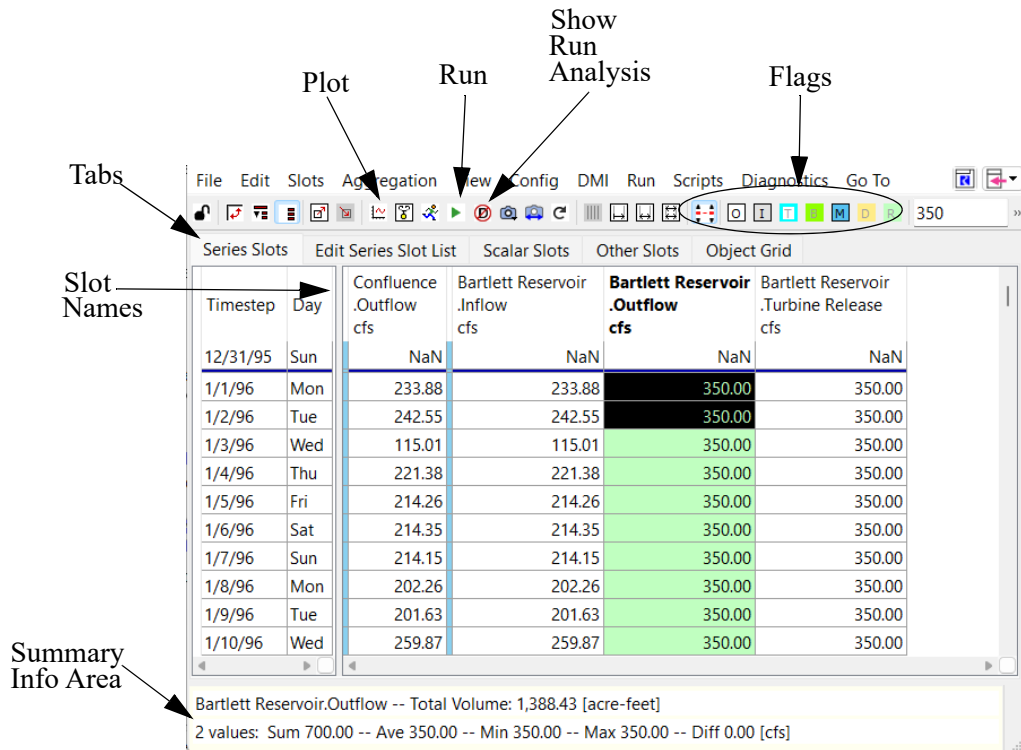 Show
Run
Analysis
Plot
Run
Flags
Tabs
File Edit Slots Aggregation View Config DMI Run Scripts Diagnostics Go To
O I T B M D R 350 »
Series Slots Edit Series Slot List Scalar Slots Other Slots Object Grid
Slot
Names
Confluence Bartlett Reservoir Bartlett Reservoir Bartlett Reservoir
Timestep Day .Outflow .Inflow .Outflow .Turbine Release
cfs cfs cfs cfs
12/31/95 Sun NaN NaN NaN NaN
1/1/96 Mon 233.88 233.88 350.00 350.00
1/2/96 Tue 242.55 242.55 350.00 350.00
1/3/96 Wed 115.01 115.01 350.00 350.00
1/4/96 Thu 221.38 221.38 350.00 350.00
1/5/96 Fri 214.26 214.26 350.00 350.00
1/6/96 Sat 214.35 214.35 350.00 350.00
1/7/96 Sun 214.15 214.15 350.00 350.00
1/8/96 Mon 202.26 202.26 350.00 350.00
1/9/96 Tue 201.63 201.63 350.00 350.00
1/10/96 Wed 259.87 259.87 350.00 350.00
Summary
Info Area
Bartlett Reservoir.Outflow -- Total Volume: 1,388.43 [acre-feet]
2 values: Sum 700.00 -- Ave 350.00 -- Min 350.00 -- Max 350.00 -- Diff 0.00 [cfs]